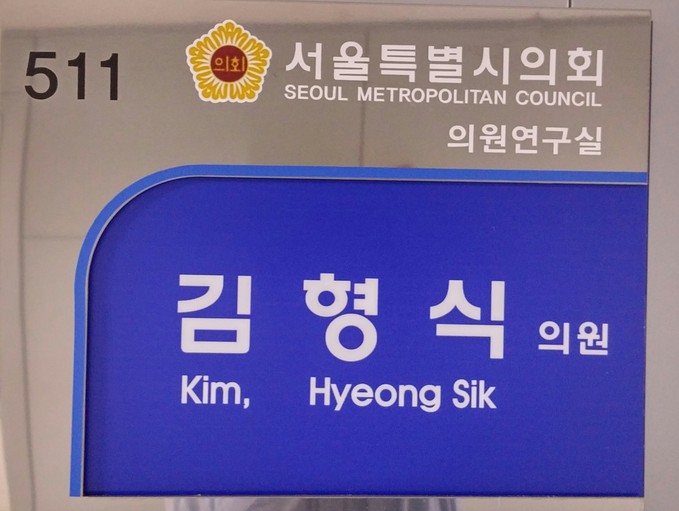 511
의회
서울특별시의회
SEOUL METROPOLITAN COUNCIL
의원연구실
김 형 식 의원
Kim, Hyeong Sik